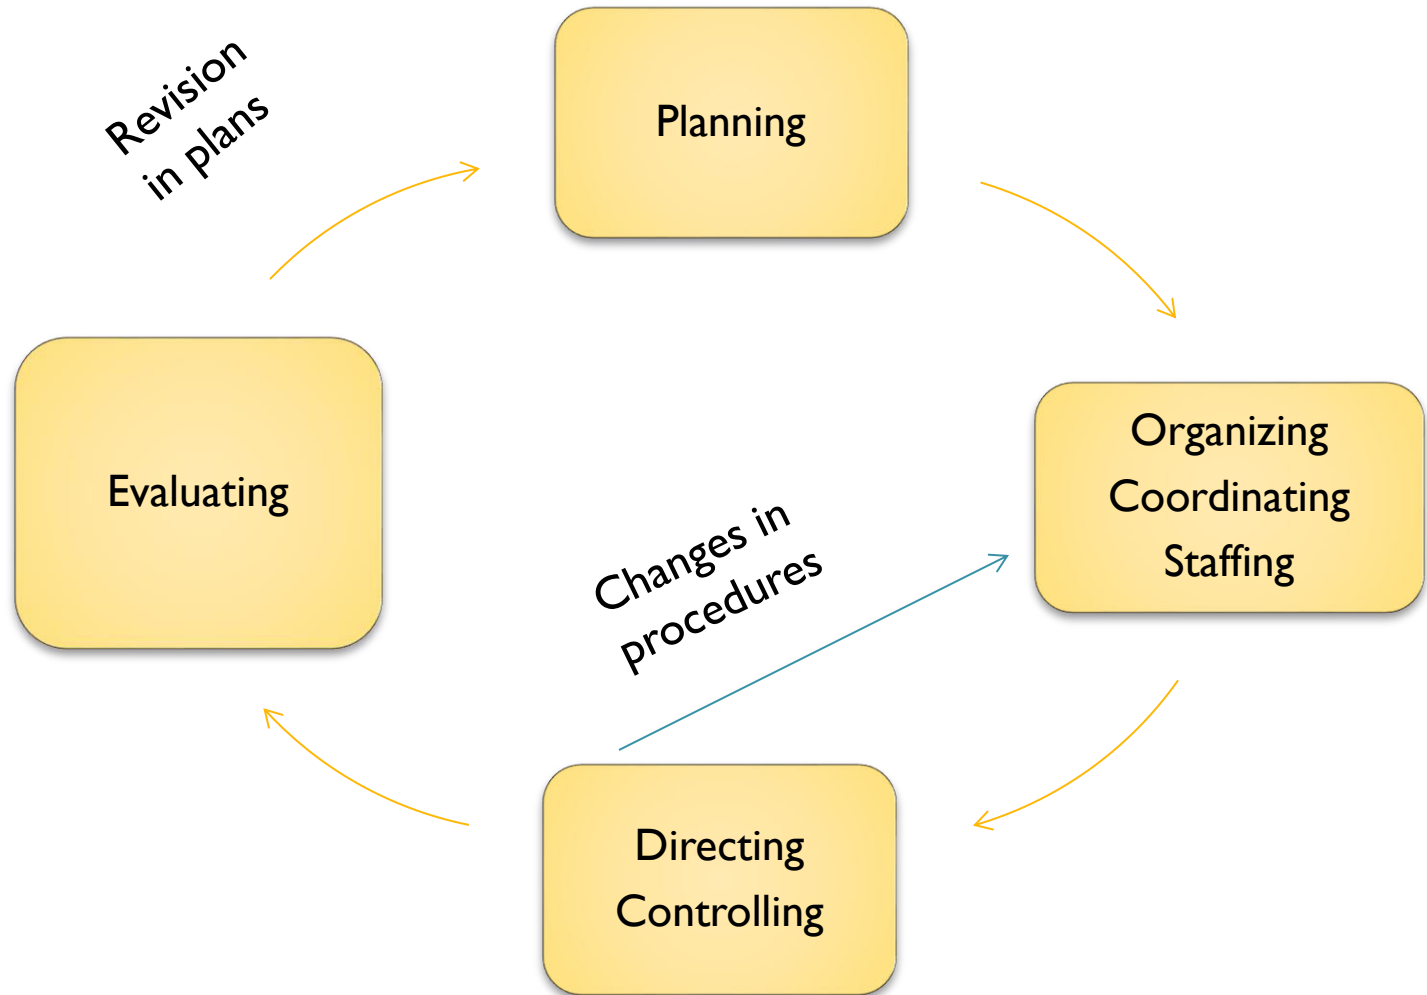 Revision
in plans
Planning
Evaluating
Organizing
Coordinating
Staffing
Changes in
procedures
Directing
Controlling